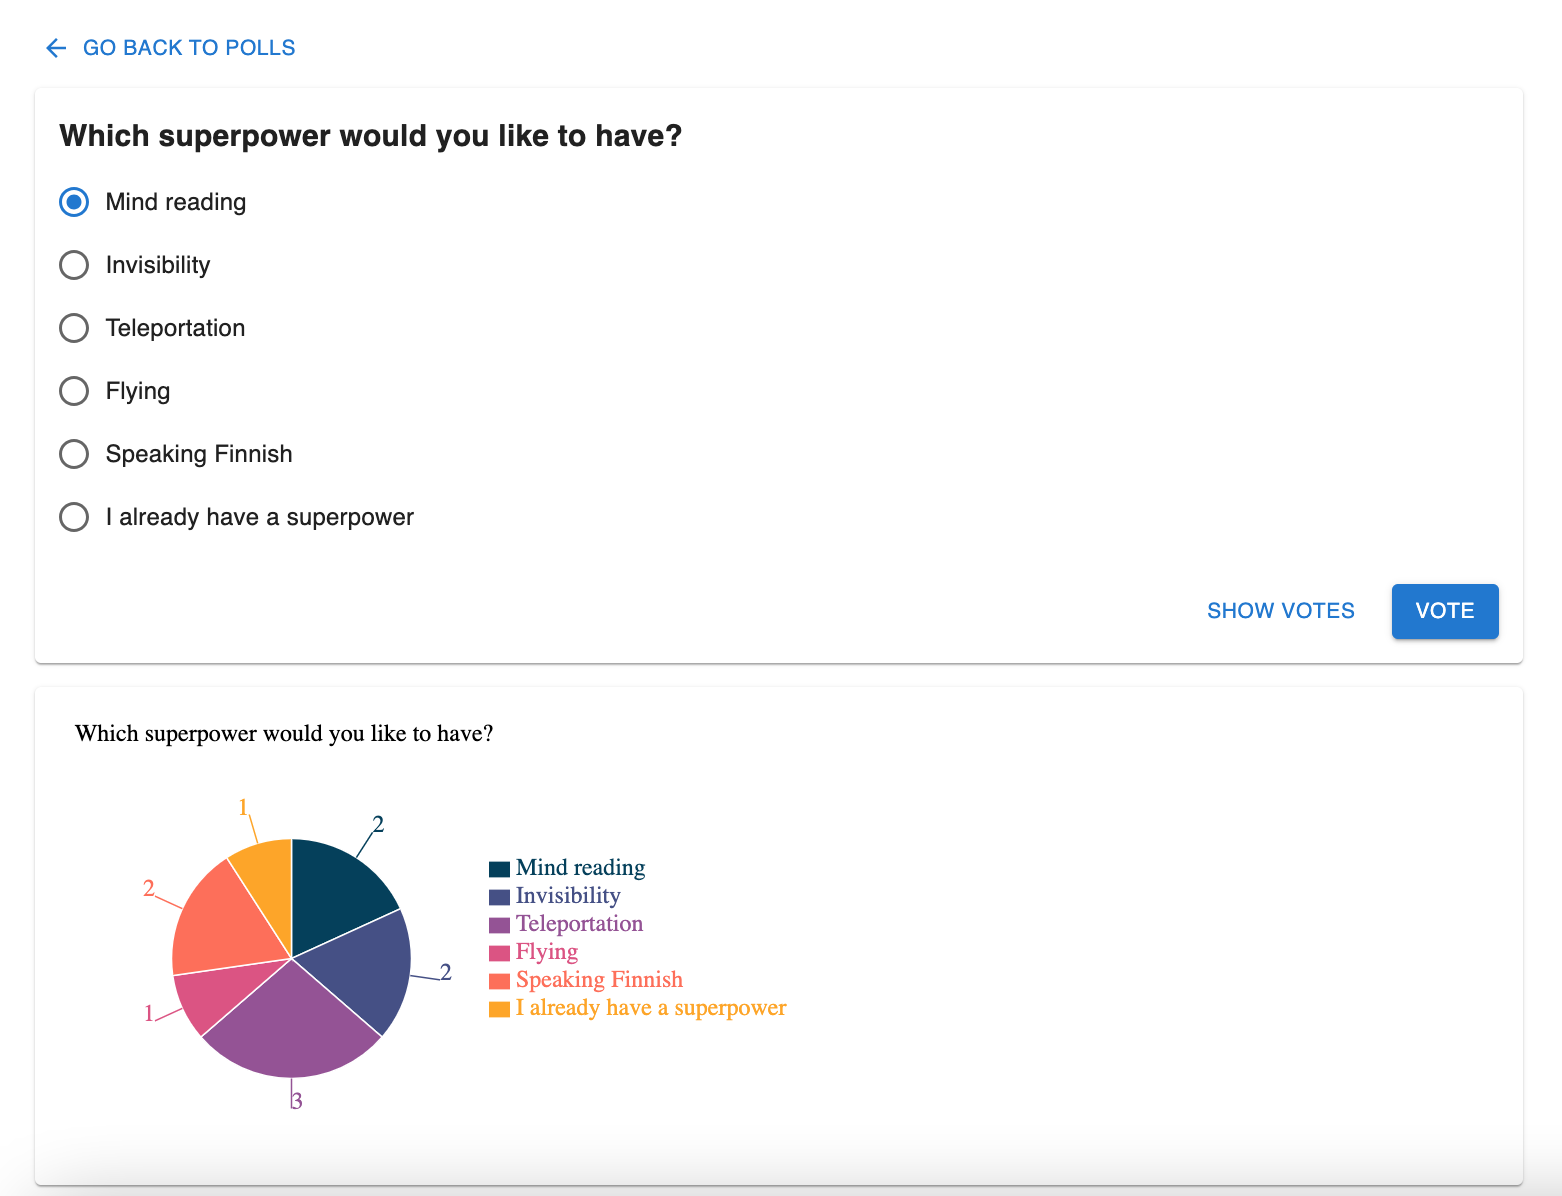 GO BACK TO POLLS
Which superpower would you like to have?
Mind reading
Invisibility
Teleportation
Flying
Speaking Finnish
I already have a superpower
SHOW VOTES
VOTE
Which superpower would you like to have?
1
2
2
2
1
3
Mind reading
Invisibility
Teleportation
Flying
Speaking Finnish
I already have a superpower